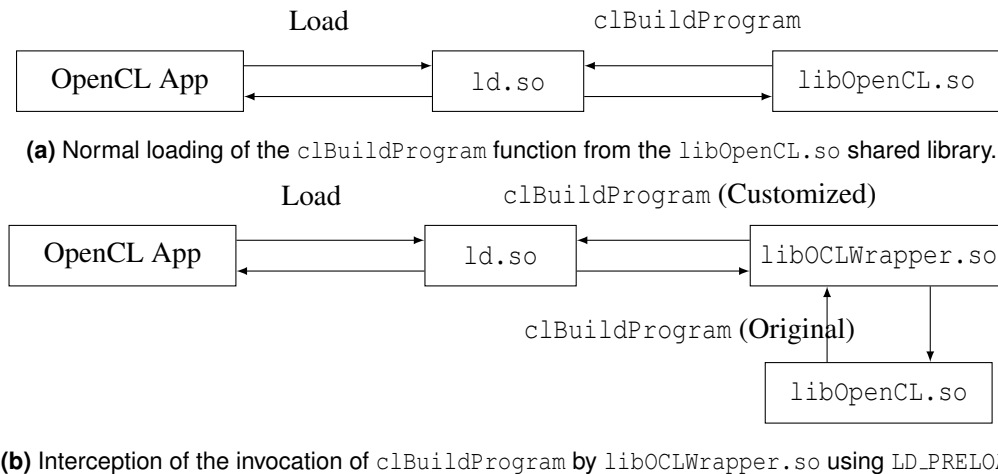 Load clBuildProgram
OpenCL App ld.so libOpenCL.so
(a) Normal loading of the clBuildProgram function from the libOpenCL.so shared library.
Load clBuildProgram (Customized)
OpenCL App ld.so libOCLWrapper.so
clBuildProgram (Original)
libOpenCL.so
(b) Interception of the invocation of clBuildProgram by libOCLWrapper.so using